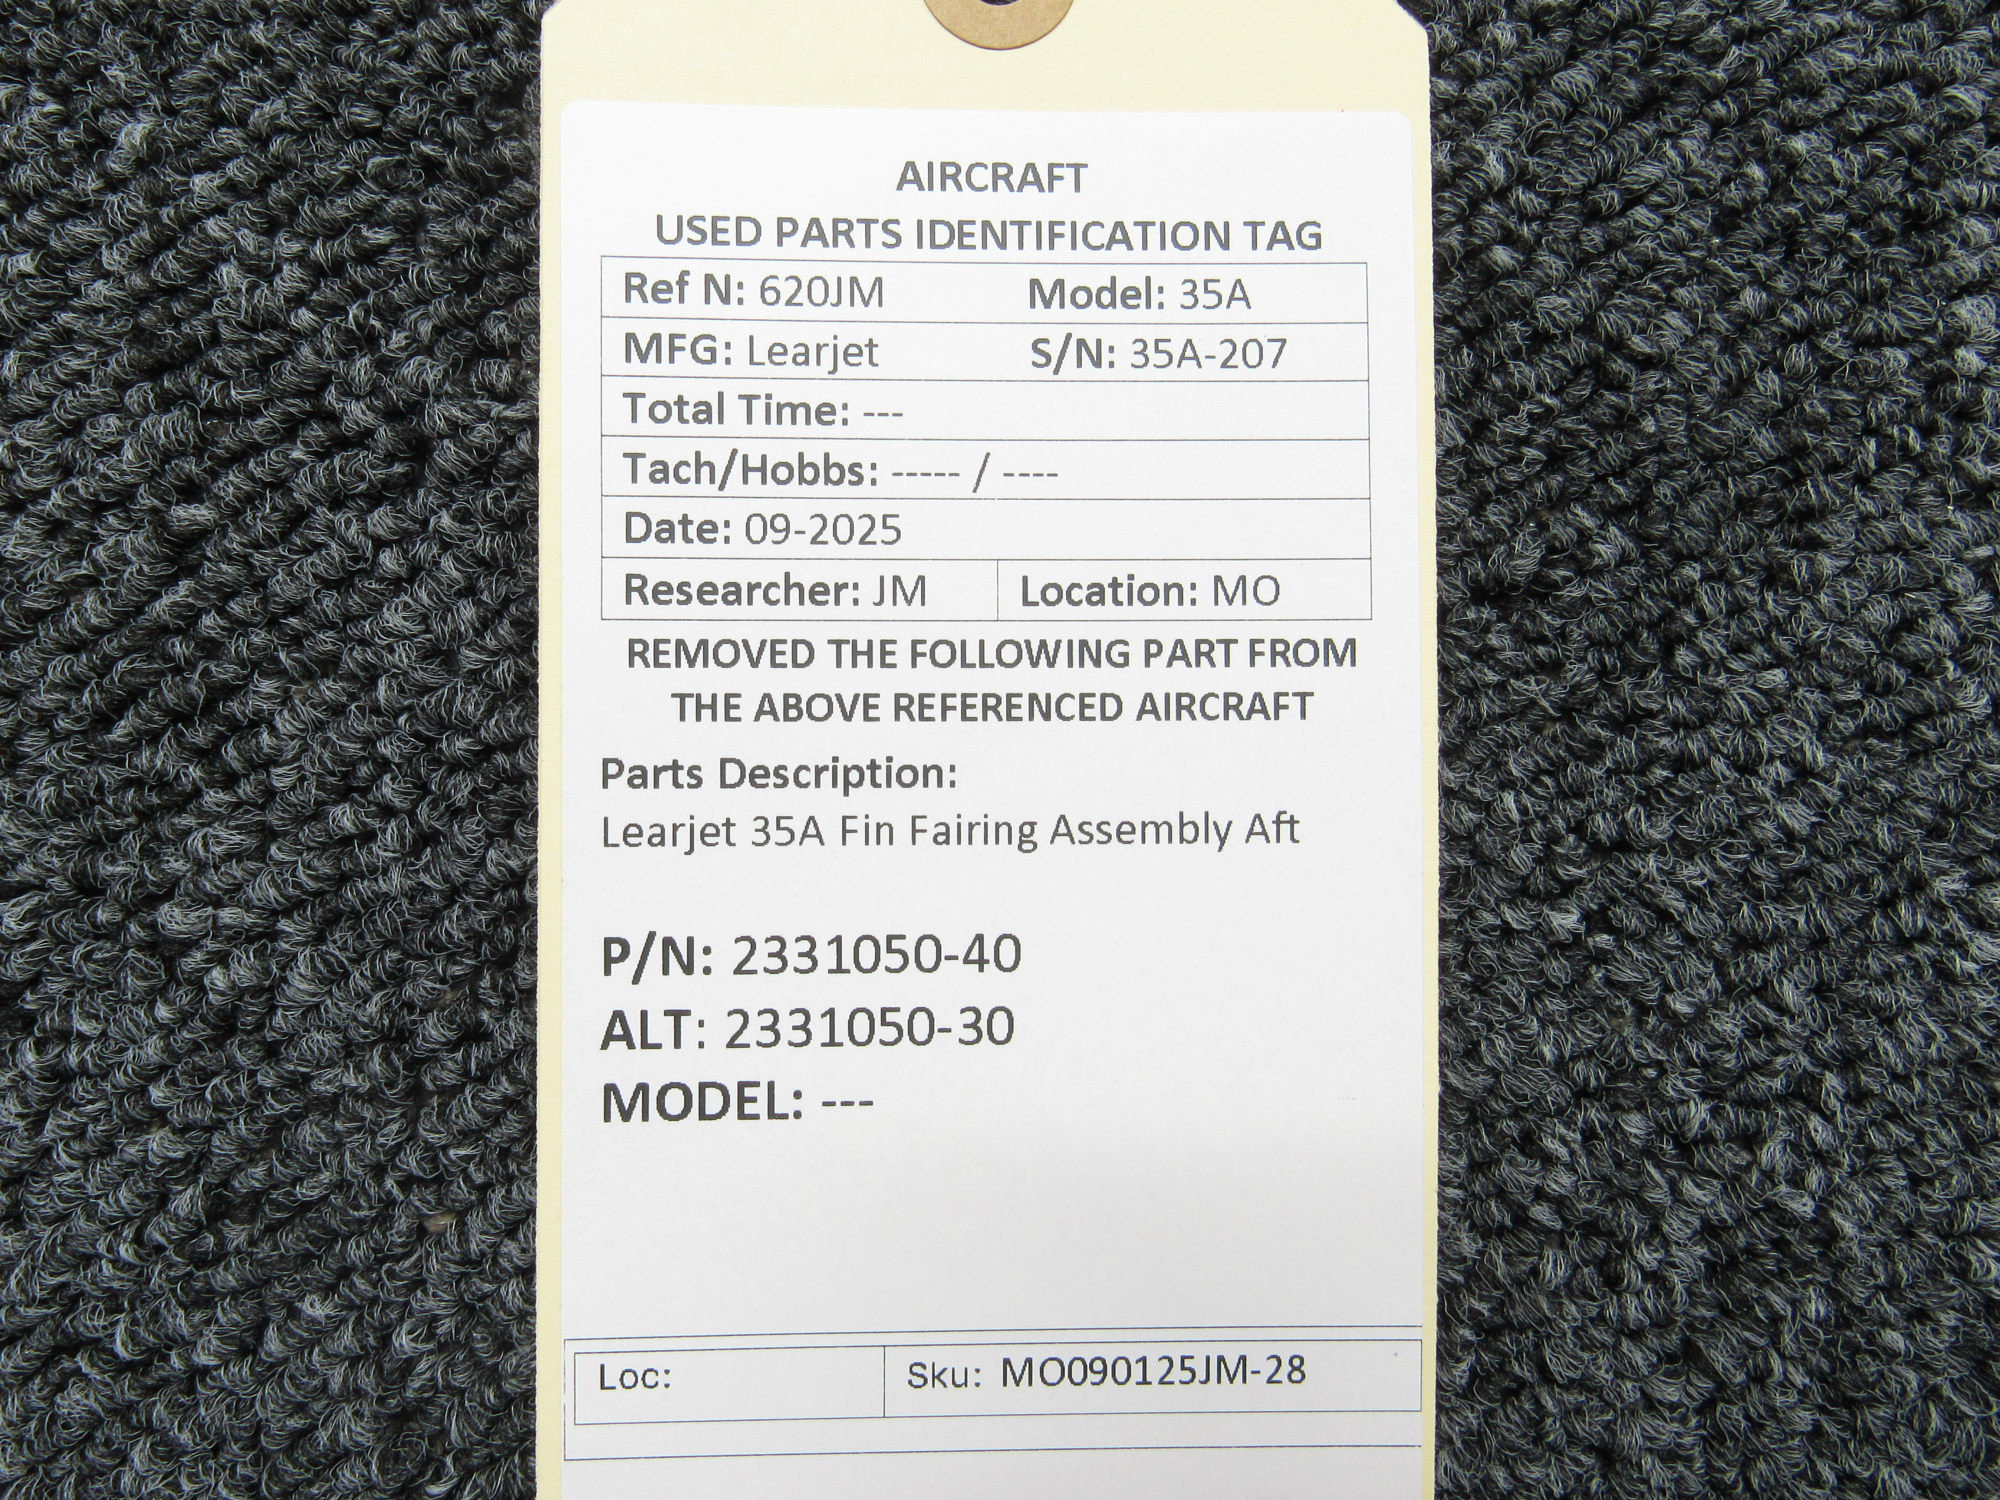 AIRCRAFT
USED PARTS IDENTIFICATION TAG
Ref N: 620JM Model: 35A
MFG: Learjet S/N: 35A-207
Total Time: ---
Tach/Hobbs: ----- / ----
Date: 09-2025
Researcher: JM Location: MO
REMOVED THE FOLLOWING PART FROM
THE ABOVE REFERENCED AIRCRAFT
Parts Description:
Learjet 35A Fin Fairing Assembly Aft
P/N: 2331050-40
ALT: 2331050-30
MODEL: ---
Loc: Sku: MO090125JM-28